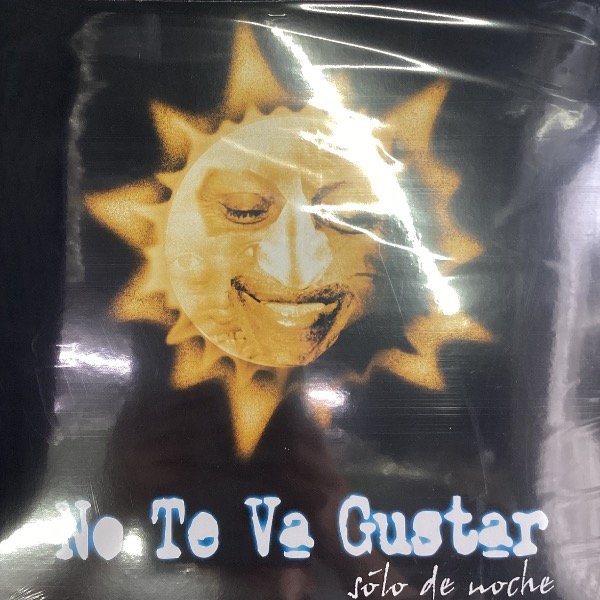 No Te Va Gustar
sólo de noche